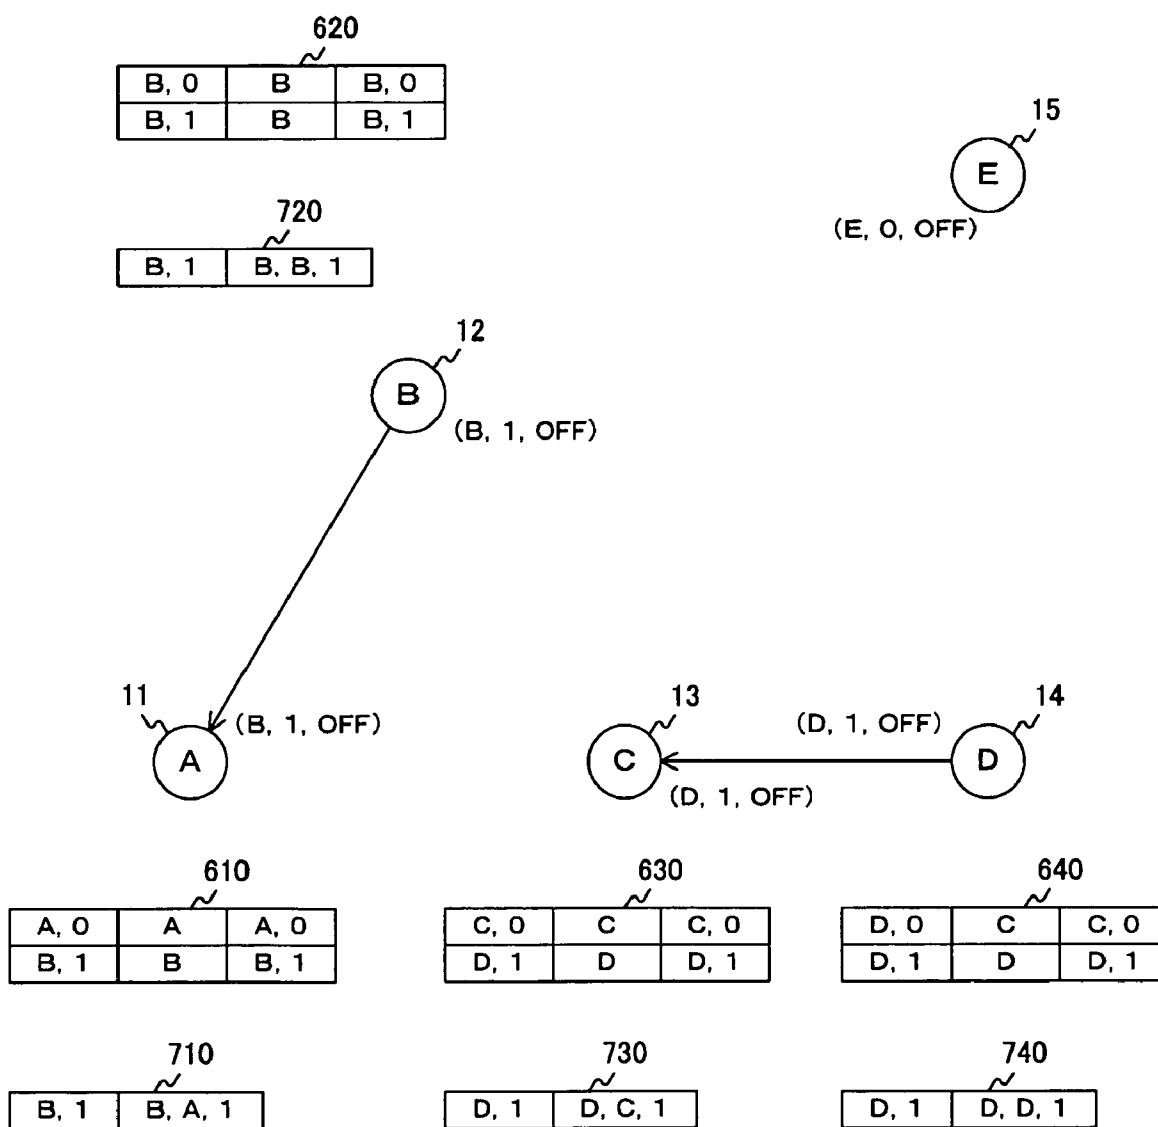 620
B, 0 B B, 0
B, 1 B B, 1
15
E
(E, 0, OFF)
720
B, 1 B, B, 1
12
B
(B, 1, OFF)
11
(B, 1, OFF)
A
13
C
(D, 1, OFF)
14
D
(D, 1, OFF)
610
A, 0 A A, 0
B, 1 B B, 1
630
C, 0 C C, 0
D, 1 D D, 1
640
D, 0 C C, 0
D, 1 D D, 1
710
B, 1 B, A, 1
730
D, 1 D, C, 1
740
D, 1 D, D, 1